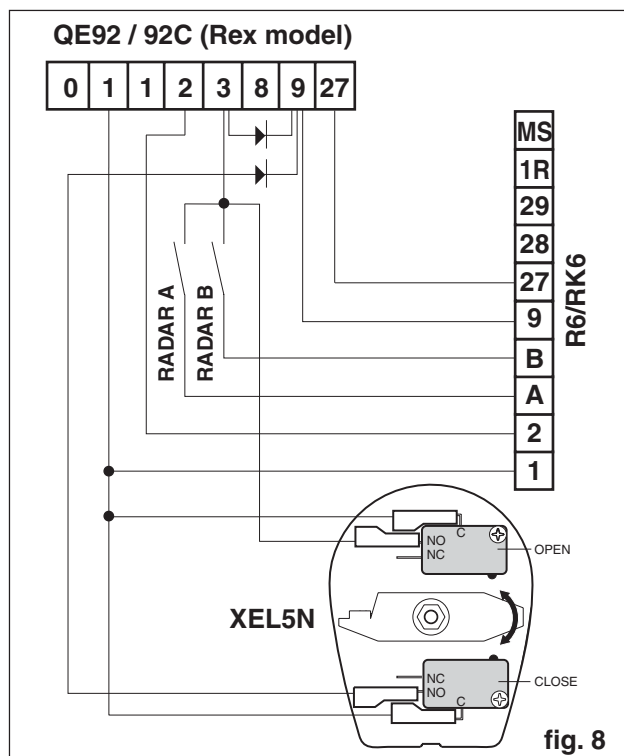 QE92 / 92C (Rex model)
0 1 1 2 3 8 9 27
MS
1R
29
28
27
9
B
A
2
1
R6/RK6
RADAR A
RADAR B
C
NO
NC
OPEN
XEL5N
NC
NO
C
CLOSE
fig. 8